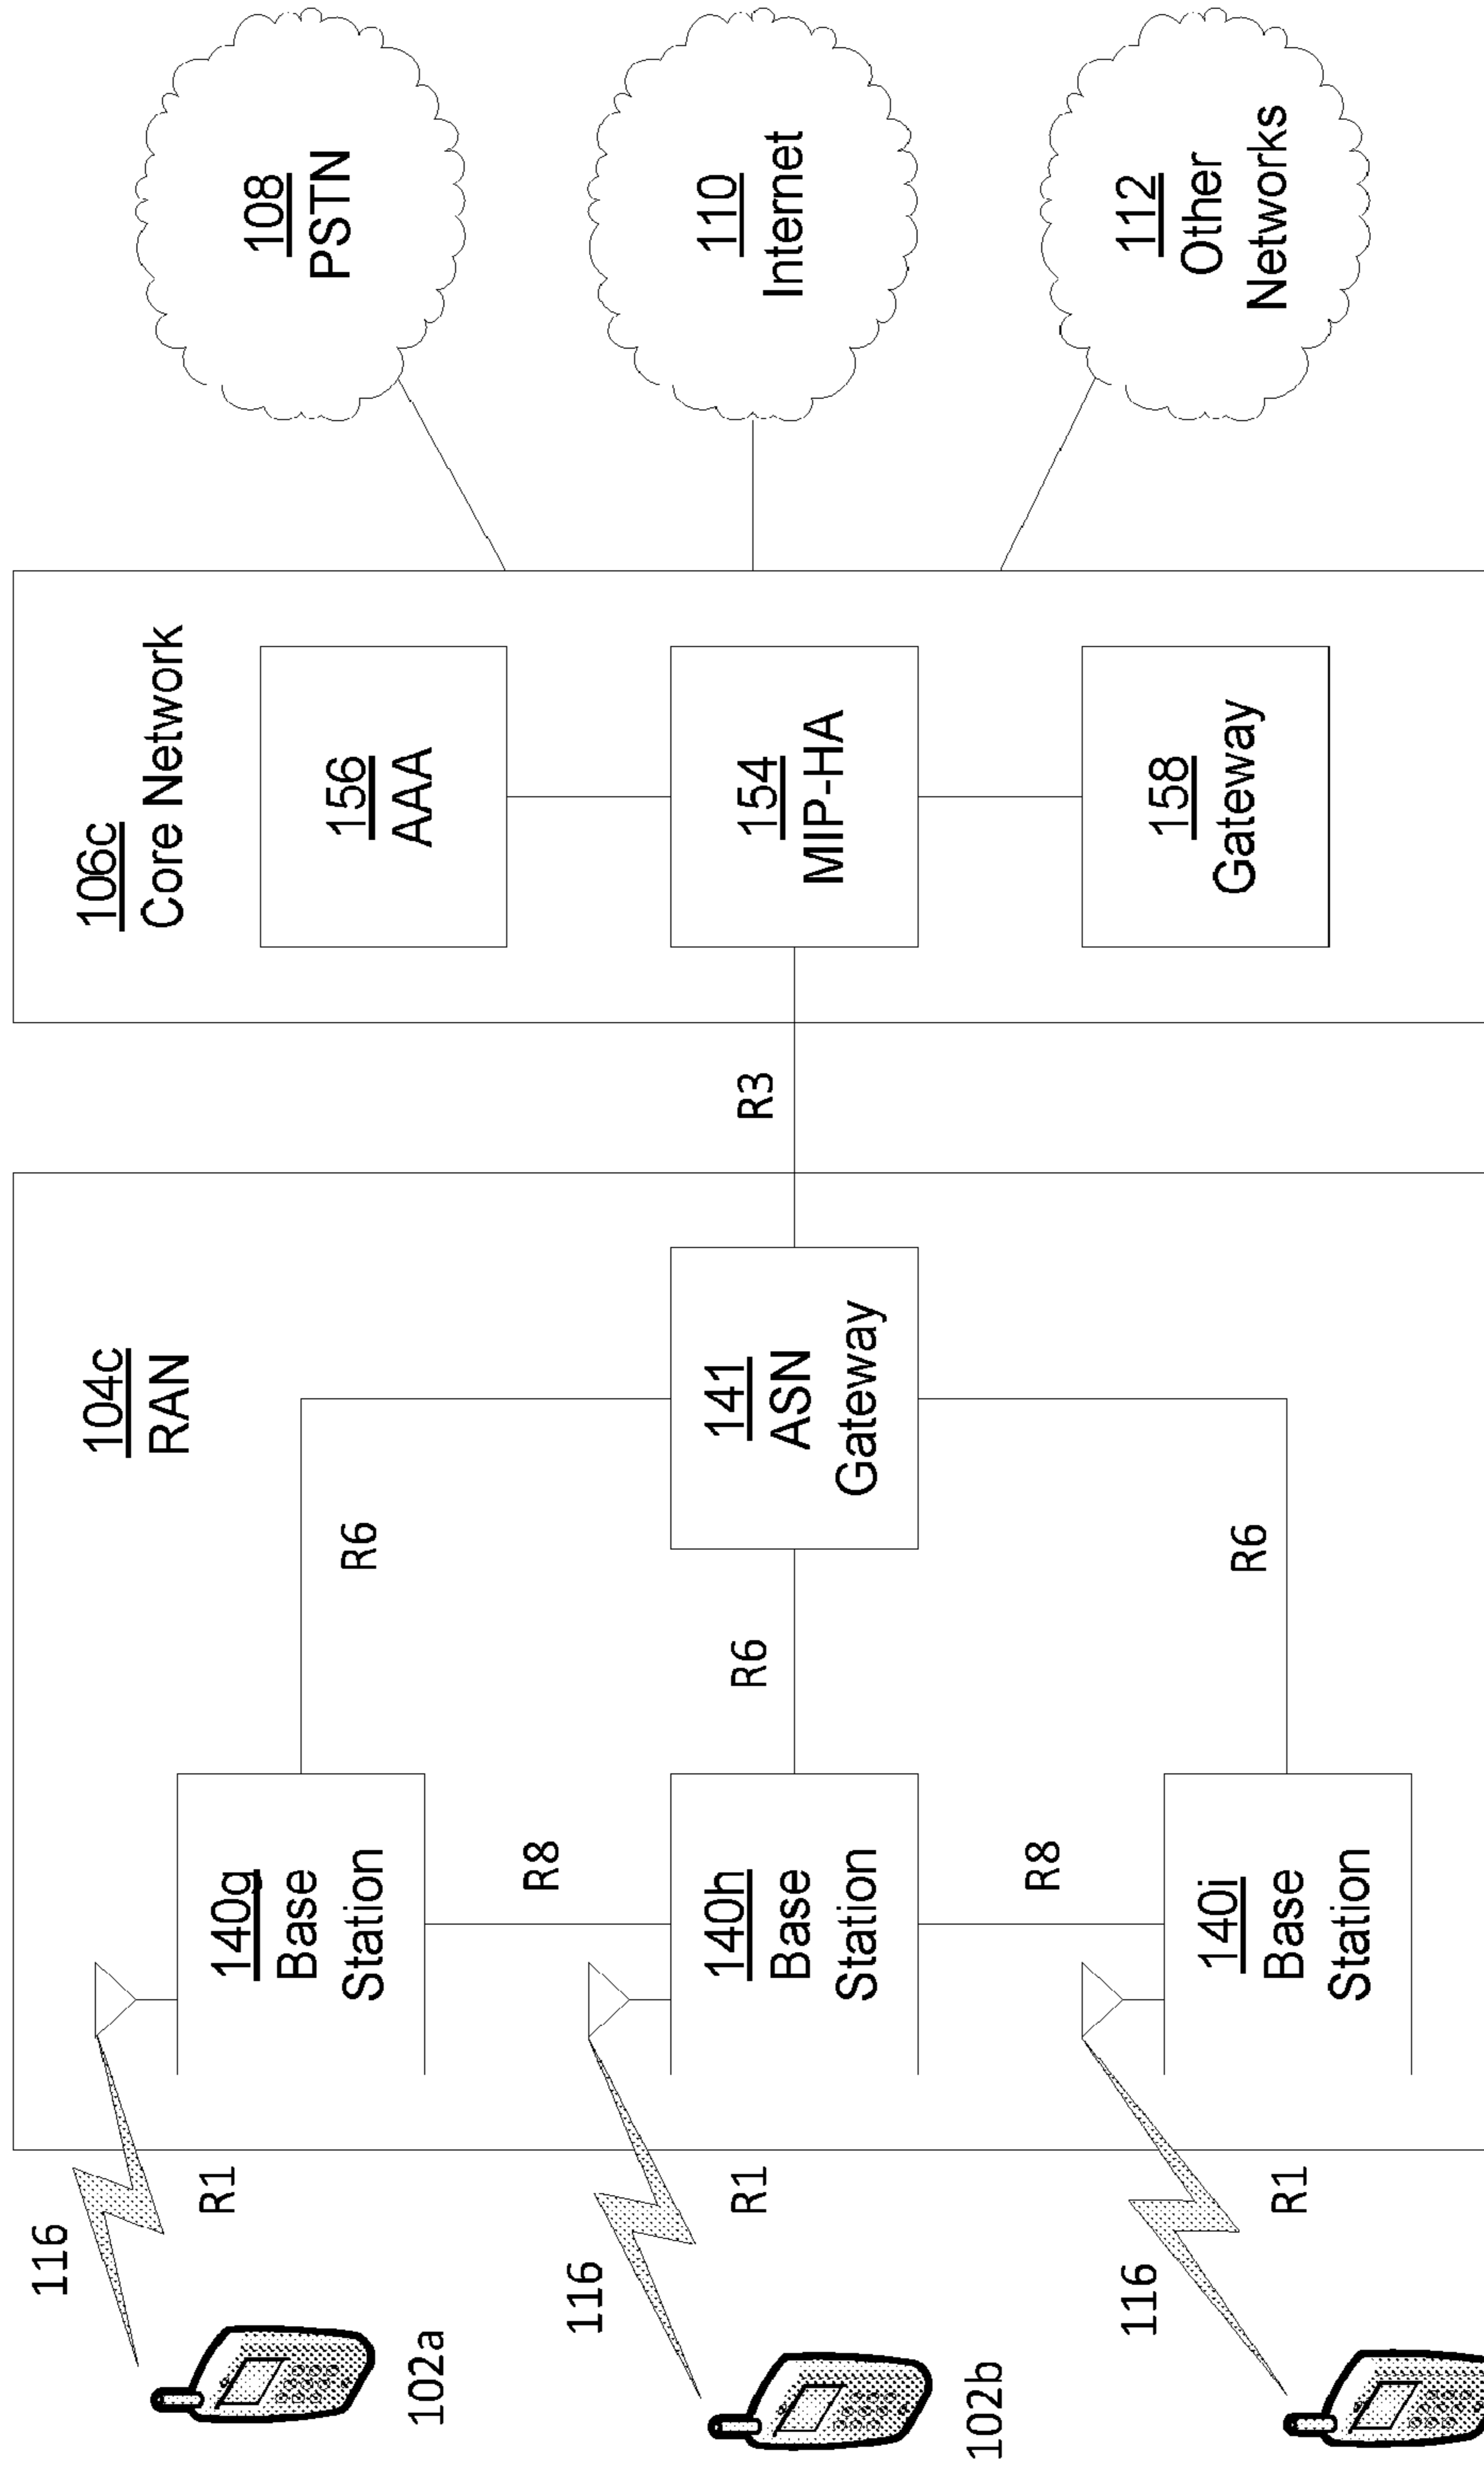 116
R1
102a
116
R1
102b
116
R1
104c
RAN
140g
Base
Station
R8
140h
Base
Station
R8
140i
Base
Station
R6
R6
R6
141
ASN
Gateway
R3
106c
Core Network
156
AAA
154
MIP-HA
158
Gateway
108
PSTN
110
Internet
112
Other
Networks